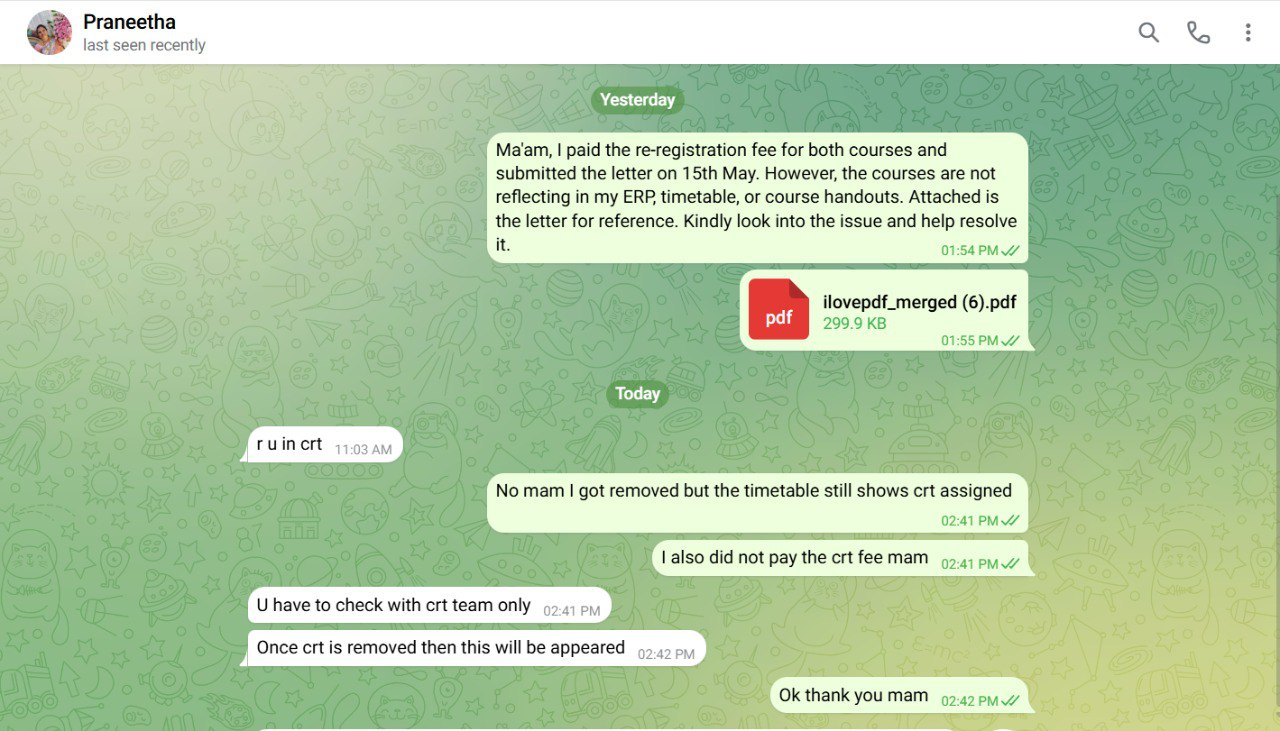 Praneetha
last seen recently
Yesterday
Ma'am, I paid the re-registration fee for both courses and
submitted the letter on 15th May. However, the courses are not
reflecting in my ERP, timetable, or course handouts. Attached is
the letter for reference. Kindly look into the issue and help resolve
it.
01:54 PM
pdf
ilovepdf_merged (6).pdf
299.9 KB
01:55 PM
Today
r u in crt 11:03 AM
No mam I got removed but the timetable still shows crt assigned
02:41 PM
I also did not pay the crt fee mam 02:41 PM
U have to check with crt team only 02:41 PM
Once crt is removed then this will be appeared 02:42 PM
Ok thank you mam 02:42 PM